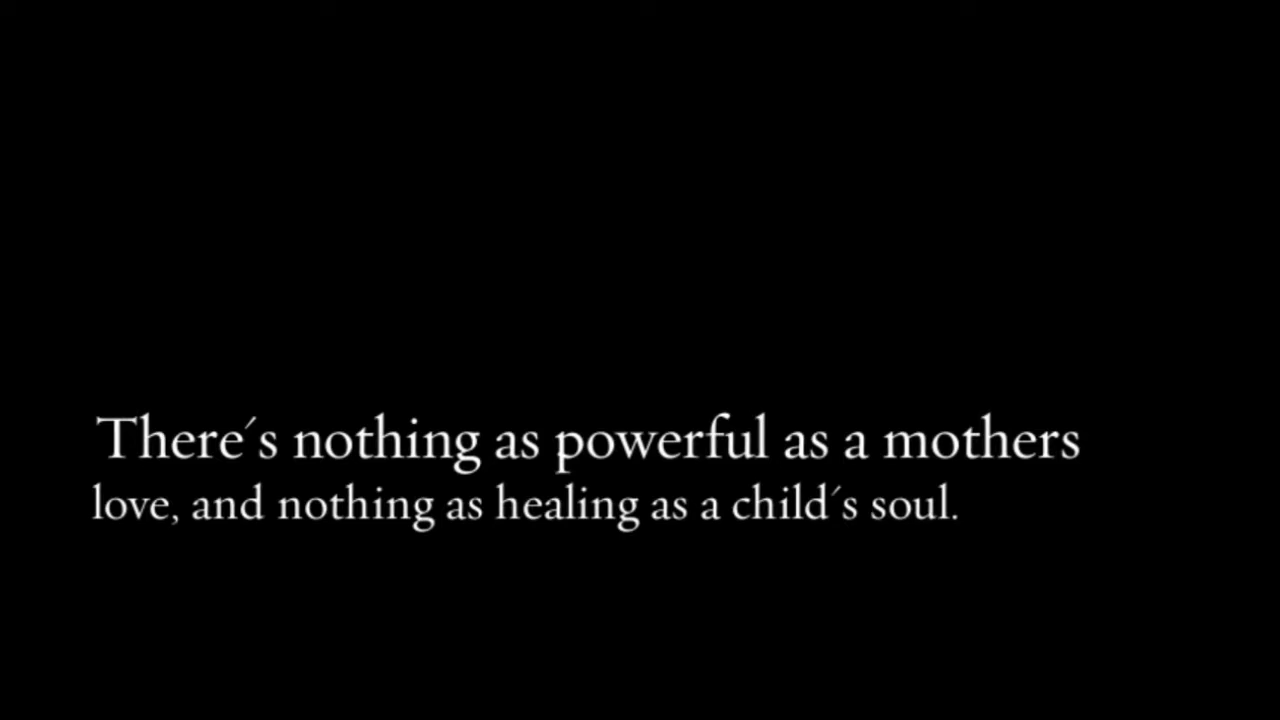 There´s nothing as powerful as a mothers
love, and nothing as healing as a child´s soul.